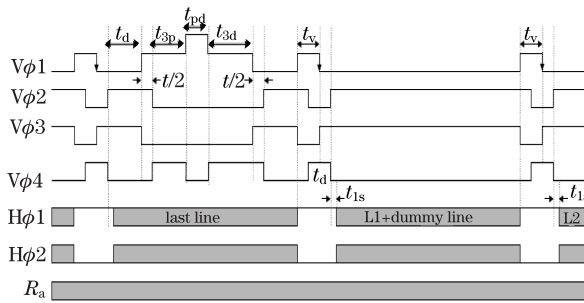 t_d t_3p t_pd t_3d t_v t_v
Vϕ1
t/2 t/2
Vϕ2
Vϕ3
Vϕ4 t_d t_1s t_1s
Hϕ1 last line L1+dummy line L2
Hϕ2
R_a